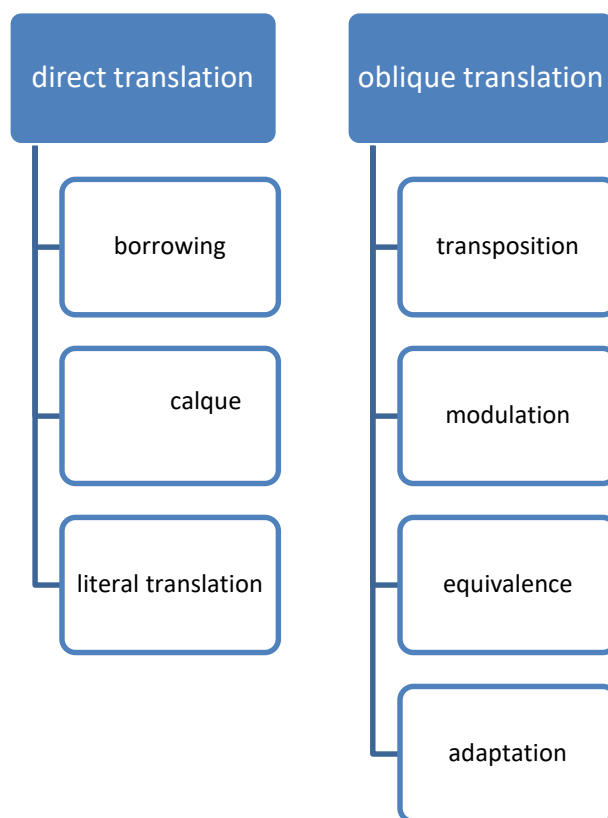 direct translation
borrowing
calque
literal translation
oblique translation
transposition
modulation
equivalence
adaptation